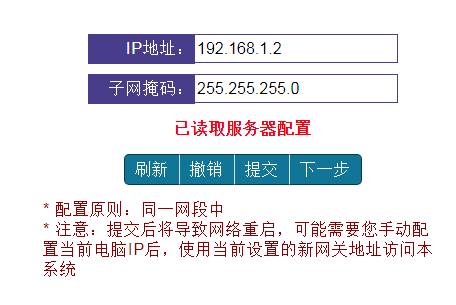 IP地址： 192.168.1.2
子网掩码： 255.255.255.0
已读取服务器配置
刷新 撤销 提交 下一步
* 配置原则：同一网段中
* 注意：提交后将导致网络重启，可能需要您手动配
置当前电脑IP后，使用当前设置的新网关地址访问本
系统